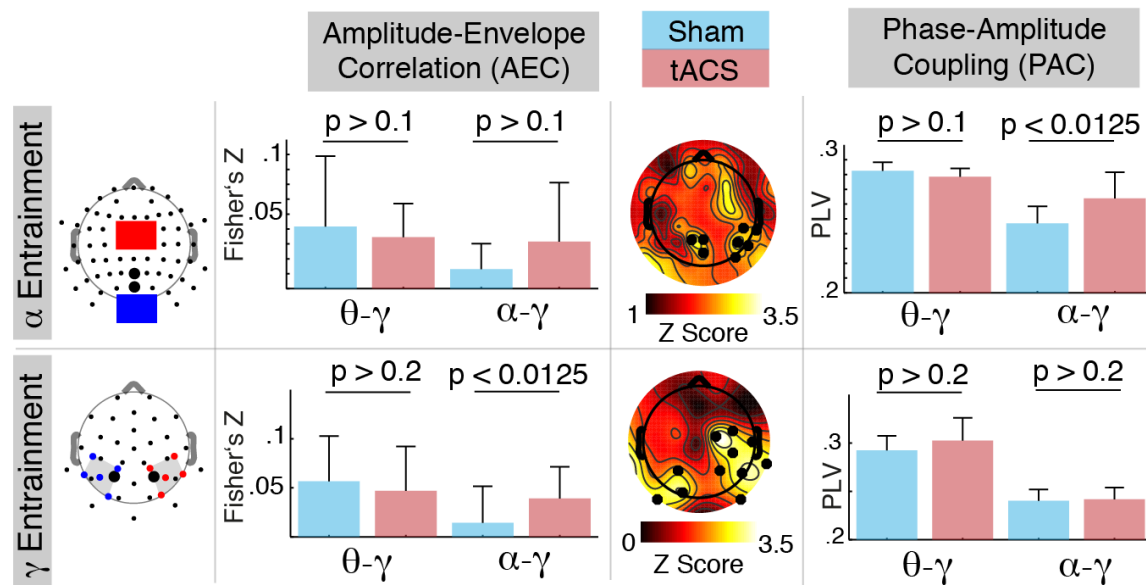 Amplitude-Envelope
Correlation (AEC)
Sham
tACS
Phase-Amplitude
Coupling (PAC)
α Entrainment
Fisher's Z
.1
.05
p > 0.1
p > 0.1
θ-γ
α-γ
1
3.5
Z Score
PLV
.3
.2
p > 0.1
p < 0.0125
θ-γ
α-γ
γ Entrainment
Fisher's Z
.1
.05
p > 0.2
p < 0.0125
θ-γ
α-γ
0
3.5
Z Score
PLV
.3
.2
p > 0.2
p > 0.2
θ-γ
α-γ